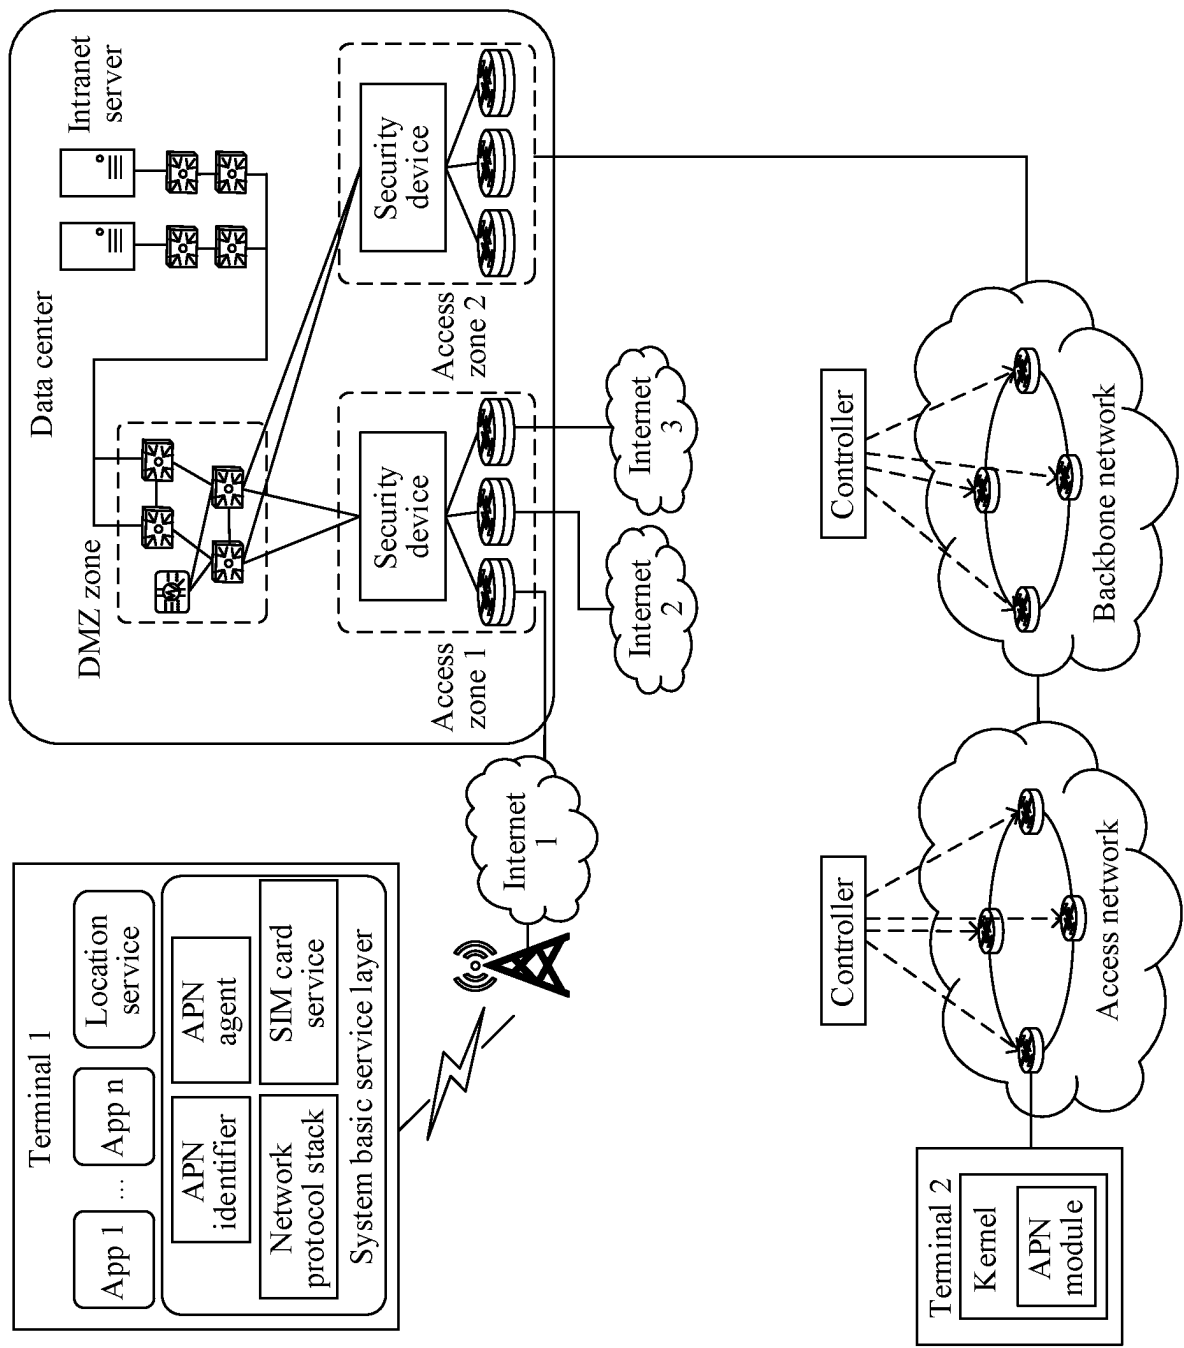 Terminal 1
App 1
...
App n
Location
service
APN
identifier
APN
agent
Network
protocol stack
SIM card
service
System basic service layer
Internet
1
Data center
Intranet
server
DMZ zone
Security
device
Access
zone 1
Security
device
Access
zone 2
Internet
2
Internet
3
Terminal 2
Kernel
APN
module
Controller
Access network
Controller
Backbone network